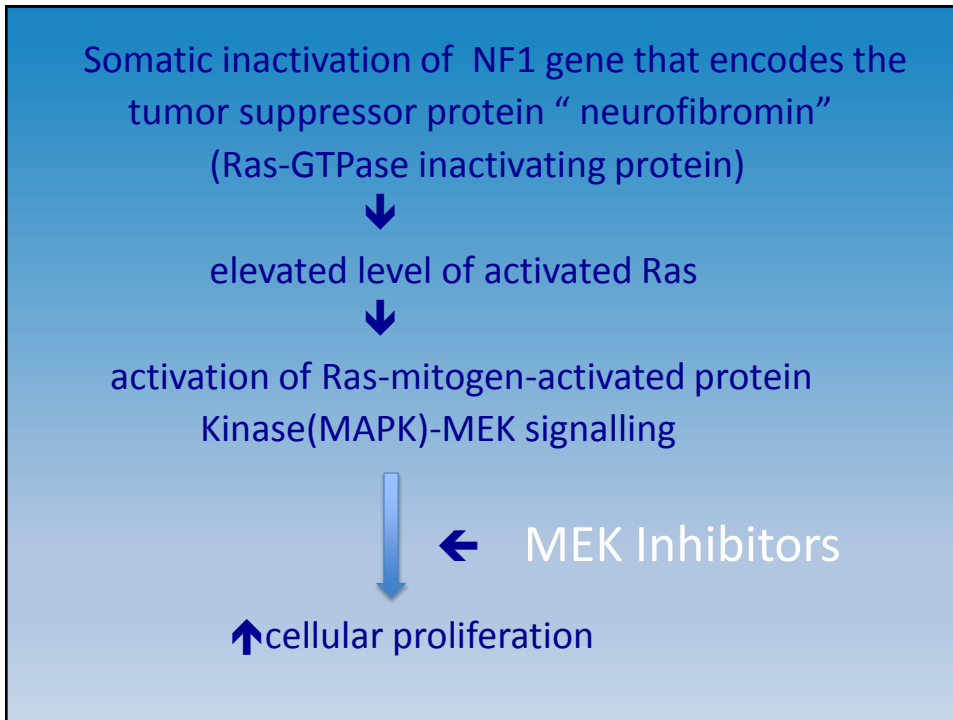 Somatic inactivation of  NF1 gene that encodes the
tumor suppressor protein “ neurofibromin”
(Ras-GTPase inactivating protein)
🡫
elevated level of activated Ras
🡫
activation of Ras-mitogen-activated protein
Kinase(MAPK)-MEK signalling
🡨 MEK Inhibitors
🡩cellular proliferation